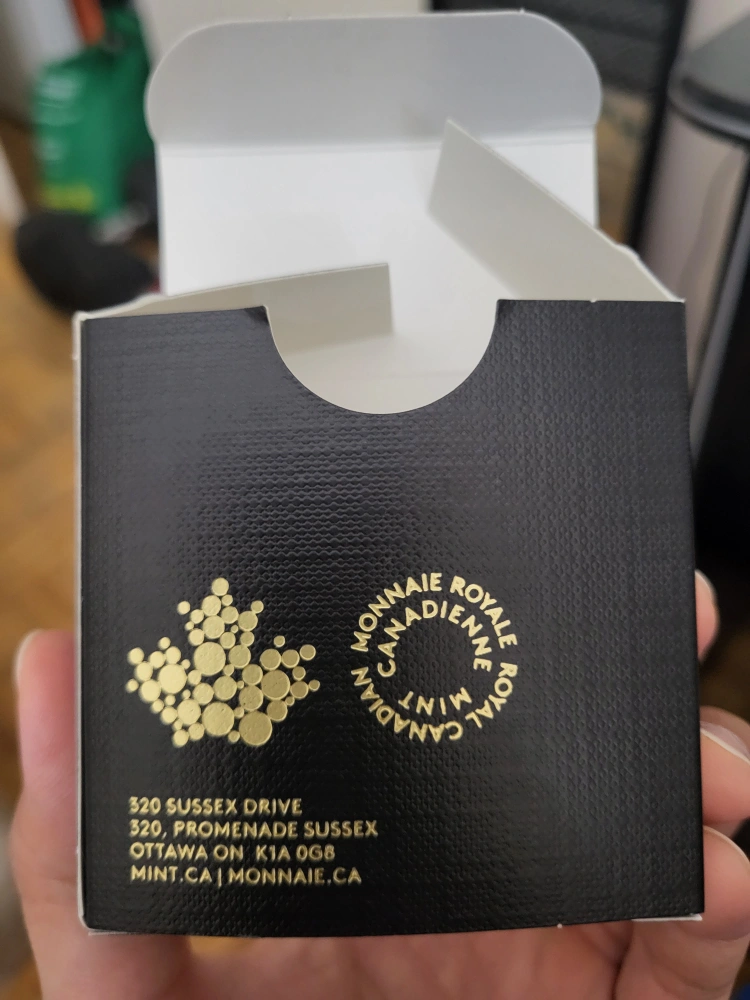 MONNAIE ROYALE
CANADIENNE
ROYAL CANADIAN
MINT
320 SUSSEX DRIVE
320, PROMENADE SUSSEX
OTTAWA ON K1A 0G8
MINT.CA | MONNAIE.CA